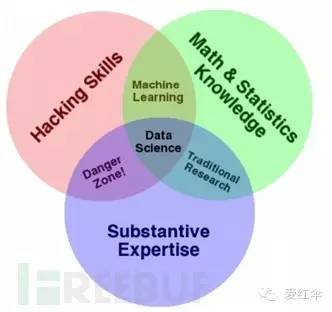 Hacking Skills
Math & Statistics
Knowledge
Machine
Learning
Data
Science
Danger
Zone!
Traditional
Research
Substantive
Expertise
FREEBUF
爱红伞